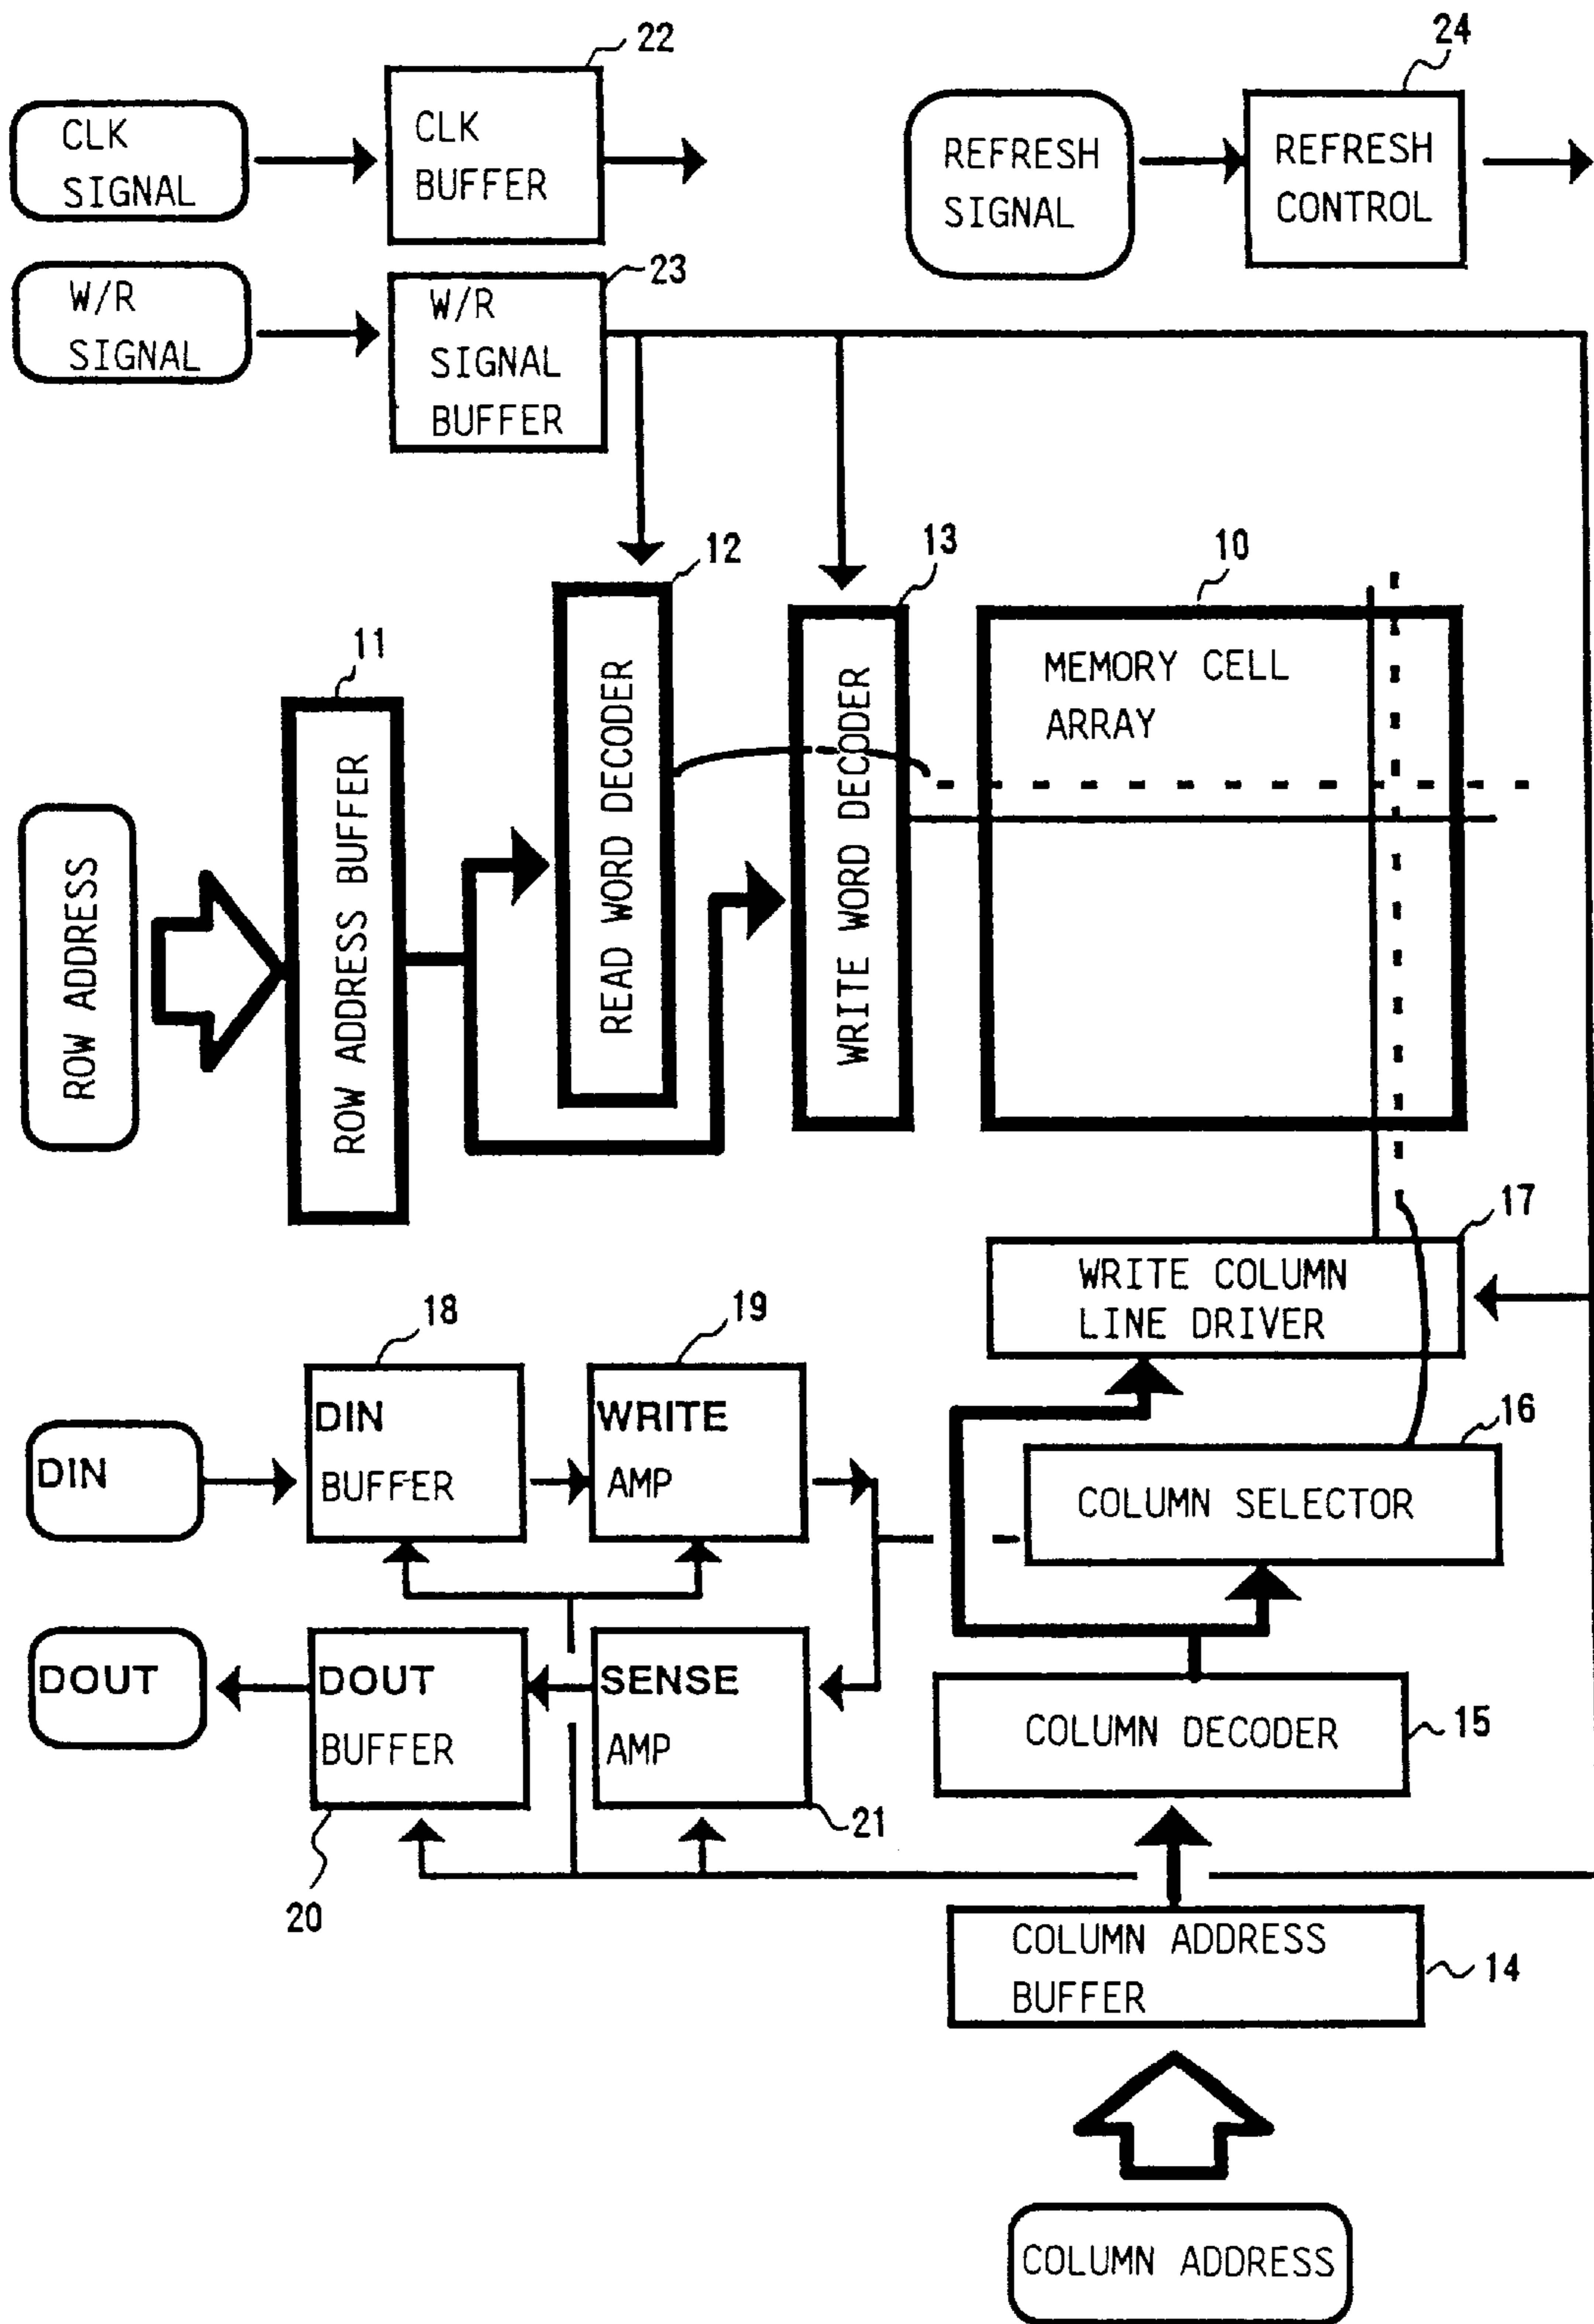 22
24
CLK
SIGNAL
CLK
BUFFER
REFRESH
SIGNAL
REFRESH
CONTROL
23
W/R
SIGNAL
W/R
SIGNAL
BUFFER
12
13
10
11
MEMORY CELL
ARRAY
ROW ADDRESS
ROW ADDRESS BUFFER
READ WORD DECODER
WRITE WORD DECODER
17
WRITE COLUMN
LINE DRIVER
18
19
16
DIN
DIN
BUFFER
WRITE
AMP
COLUMN SELECTOR
DOUT
DOUT
BUFFER
SENSE
AMP
COLUMN DECODER
15
20
21
COLUMN ADDRESS
BUFFER
14
COLUMN ADDRESS